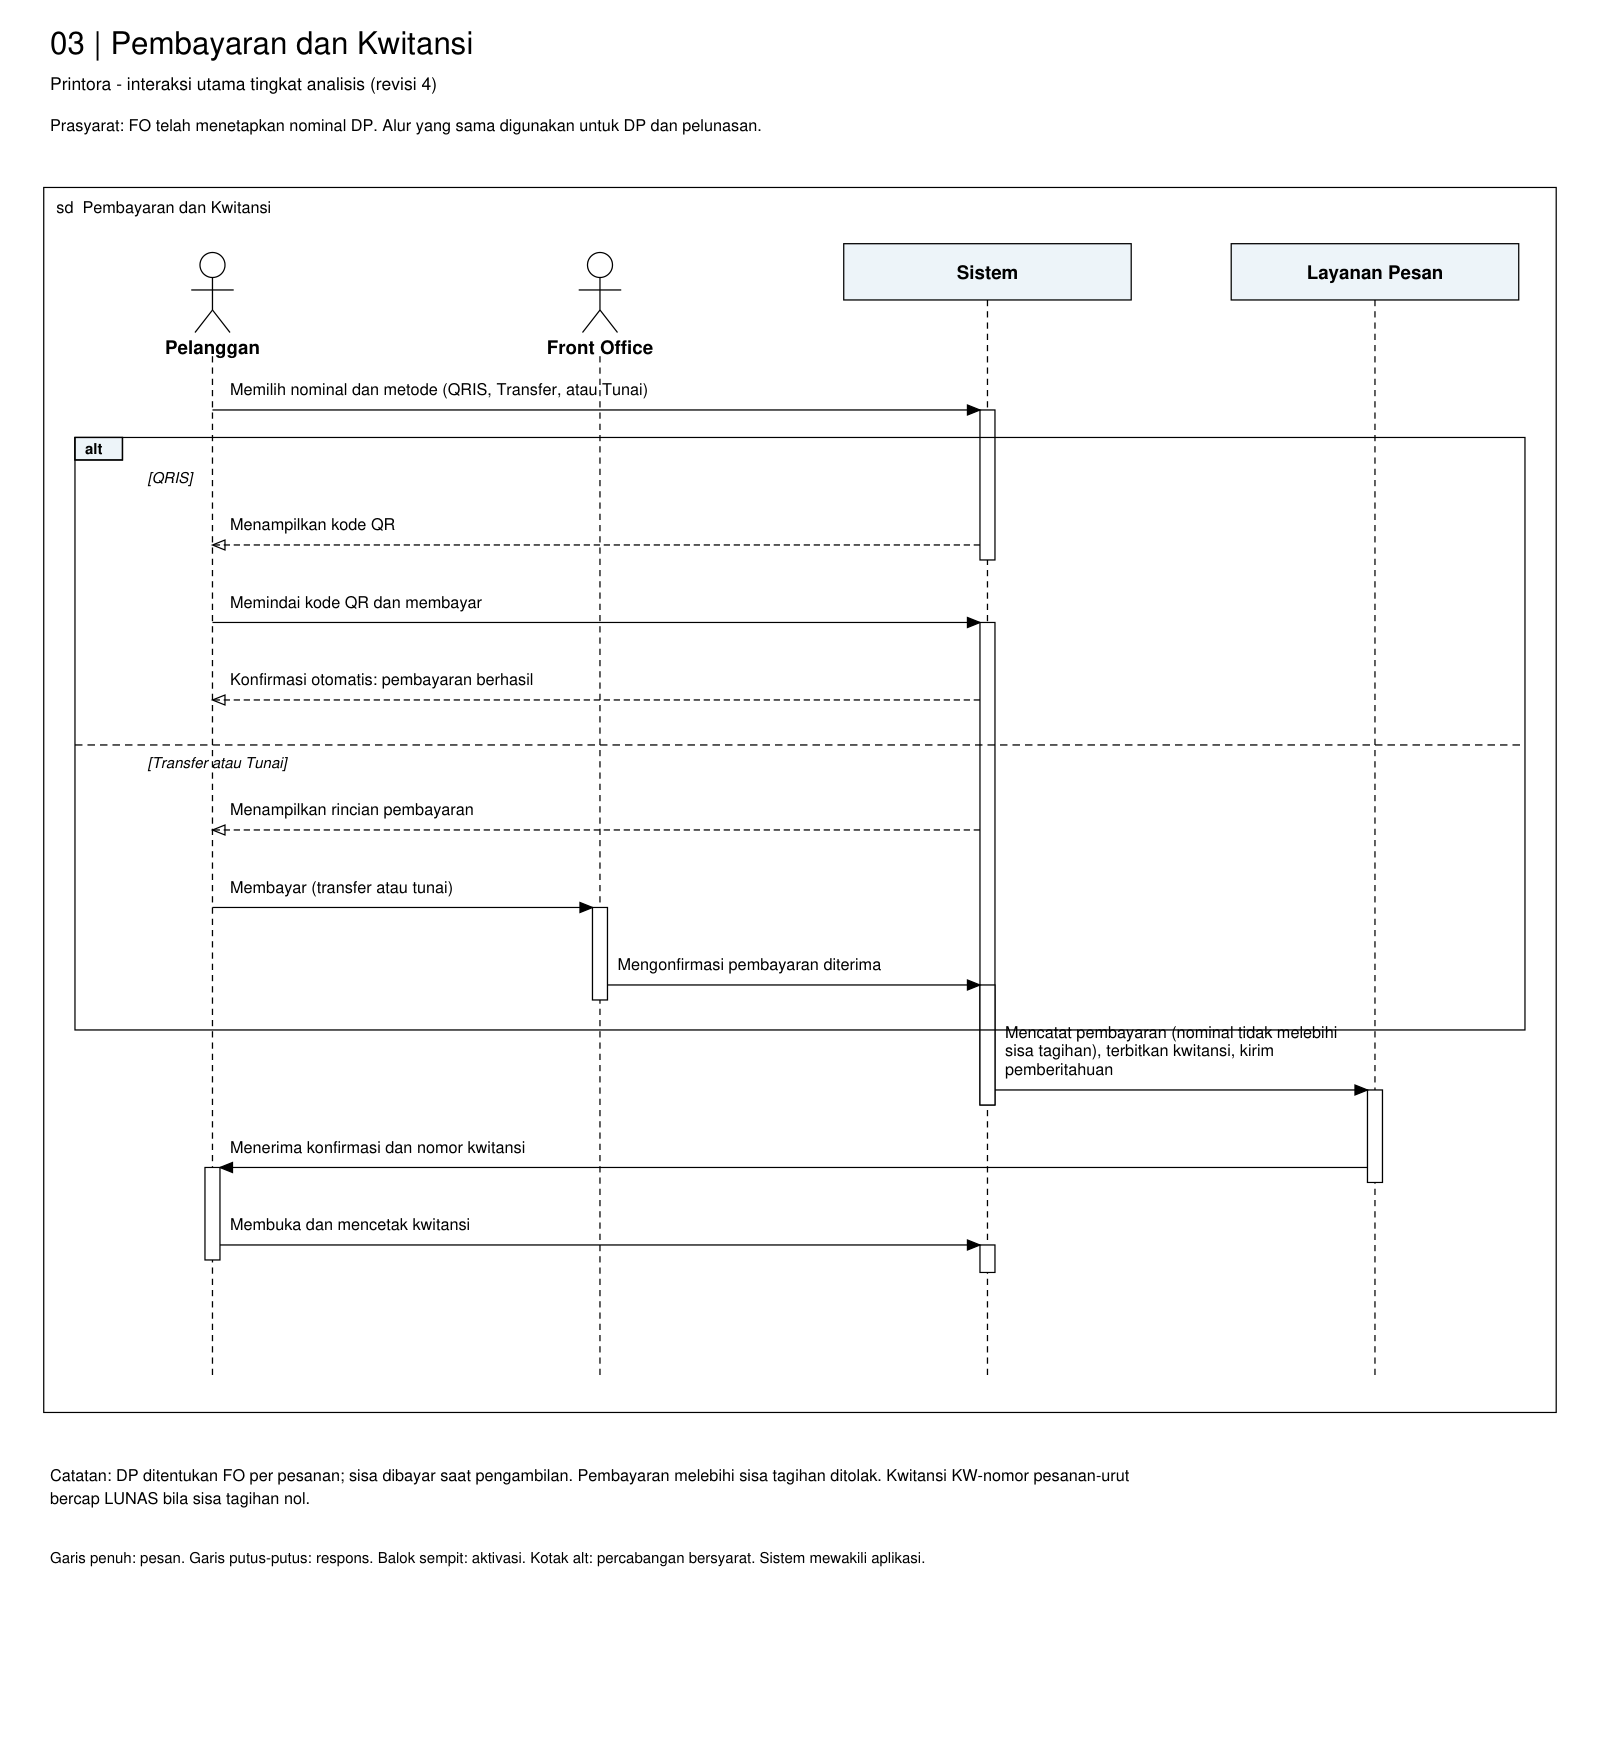 03 | Pembayaran dan Kwitansi
Printora - interaksi utama tingkat analisis (revisi 4)
Prasyarat: FO telah menetapkan nominal DP. Alur yang sama digunakan untuk DP dan pelunasan.
sd Pembayaran dan Kwitansi
Sistem
Layanan Pesan
Pelanggan
Front Office
Memilih nominal dan metode (QRIS, Transfer, atau Tunai)
alt
[QRIS]
Menampilkan kode QR
Memindai kode QR dan membayar
Konfirmasi otomatis: pembayaran berhasil
[Transfer atau Tunai]
Menampilkan rincian pembayaran
Membayar (transfer atau tunai)
Mengonfirmasi pembayaran diterima
Mencatat pembayaran (nominal tidak melebihi
sisa tagihan), terbitkan kwitansi, kirim
pemberitahuan
Menerima konfirmasi dan nomor kwitansi
Membuka dan mencetak kwitansi
Catatan: DP ditentukan FO per pesanan; sisa dibayar saat pengambilan. Pembayaran melebihi sisa tagihan ditolak. Kwitansi KW-nomor pesanan-urut
bercap LUNAS bila sisa tagihan nol.
Garis penuh: pesan. Garis putus-putus: respons. Balok sempit: aktivasi. Kotak alt: percabangan bersyarat. Sistem mewakili aplikasi.